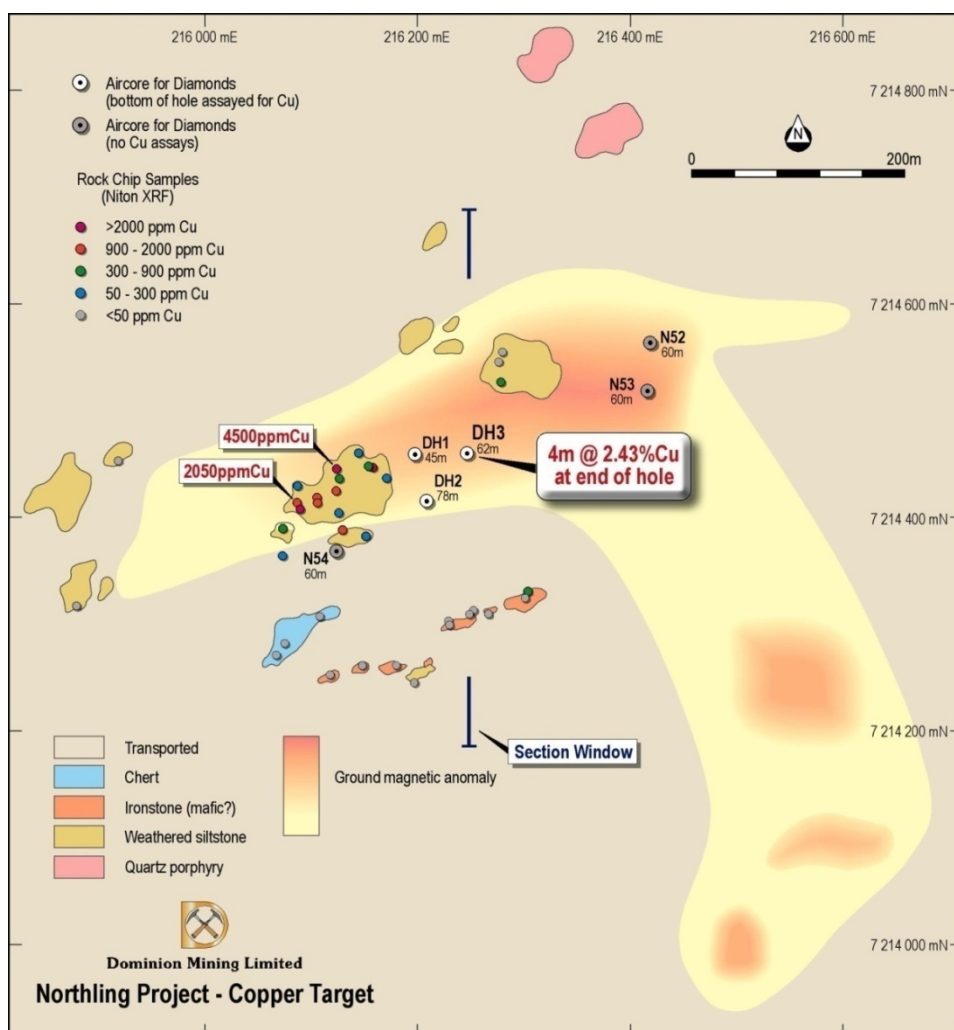 216 000 mE
216 200 mE
216 400 mE
216 600 mE
Aircore for Diamonds
(bottom of hole assayed for Cu)
Aircore for Diamonds
(no Cu assays)
Rock Chip Samples
(Niton XRF)
>2000 ppm Cu
900 - 2000 ppm Cu
300 - 900 ppm Cu
50 - 300 ppm Cu
<50 ppm Cu
7 214 800 mN
N
0
200m
7 214 600 mN
N52
60m
N53
60m
4500ppmCu
2050ppmCu
DH1
45m
DH3
62m
DH2
78m
4m @ 2.43%Cu
at end of hole
7 214 400 mN
N54
60m
7 214 200 mN
Section Window
Transported
Chert
Ironstone (mafic?)
Weathered siltstone
Quartz porphyry
Ground magnetic anomaly
7 214 000 mN
D
Dominion Mining Limited
Northling Project - Copper Target